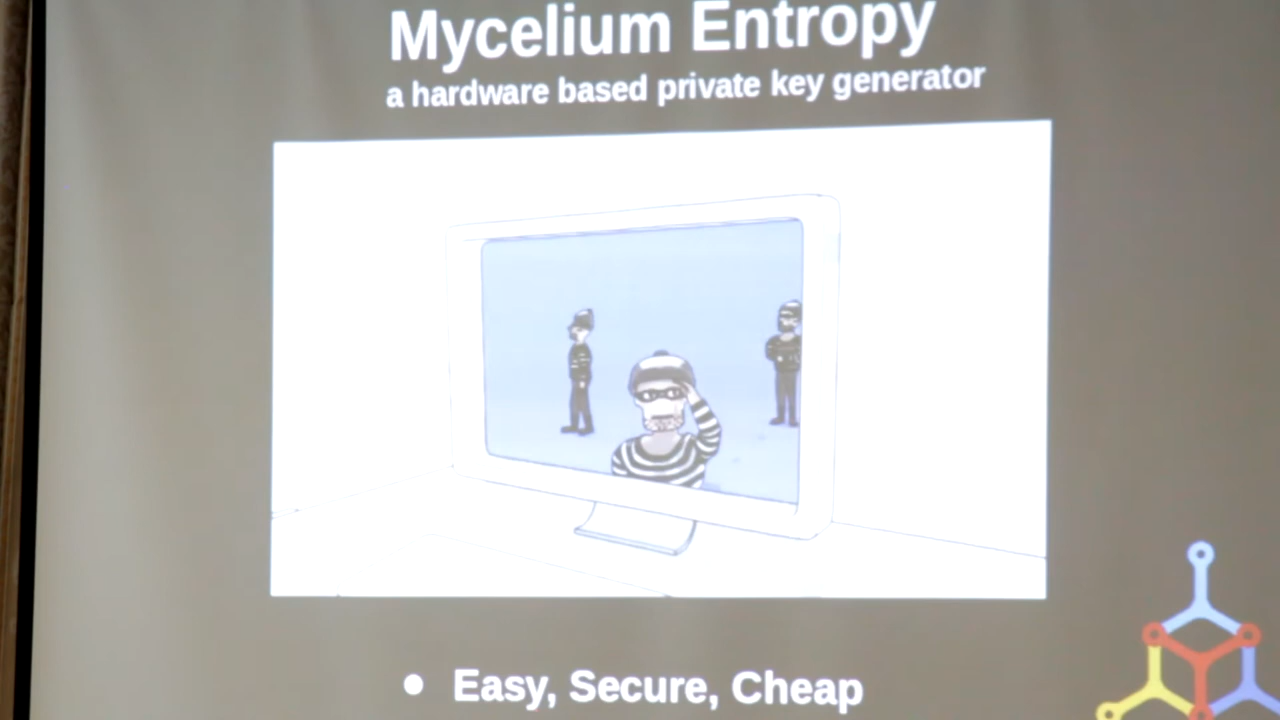 Mycelium Entropy
a hardware based private key generator
• Easy, Secure, Cheap